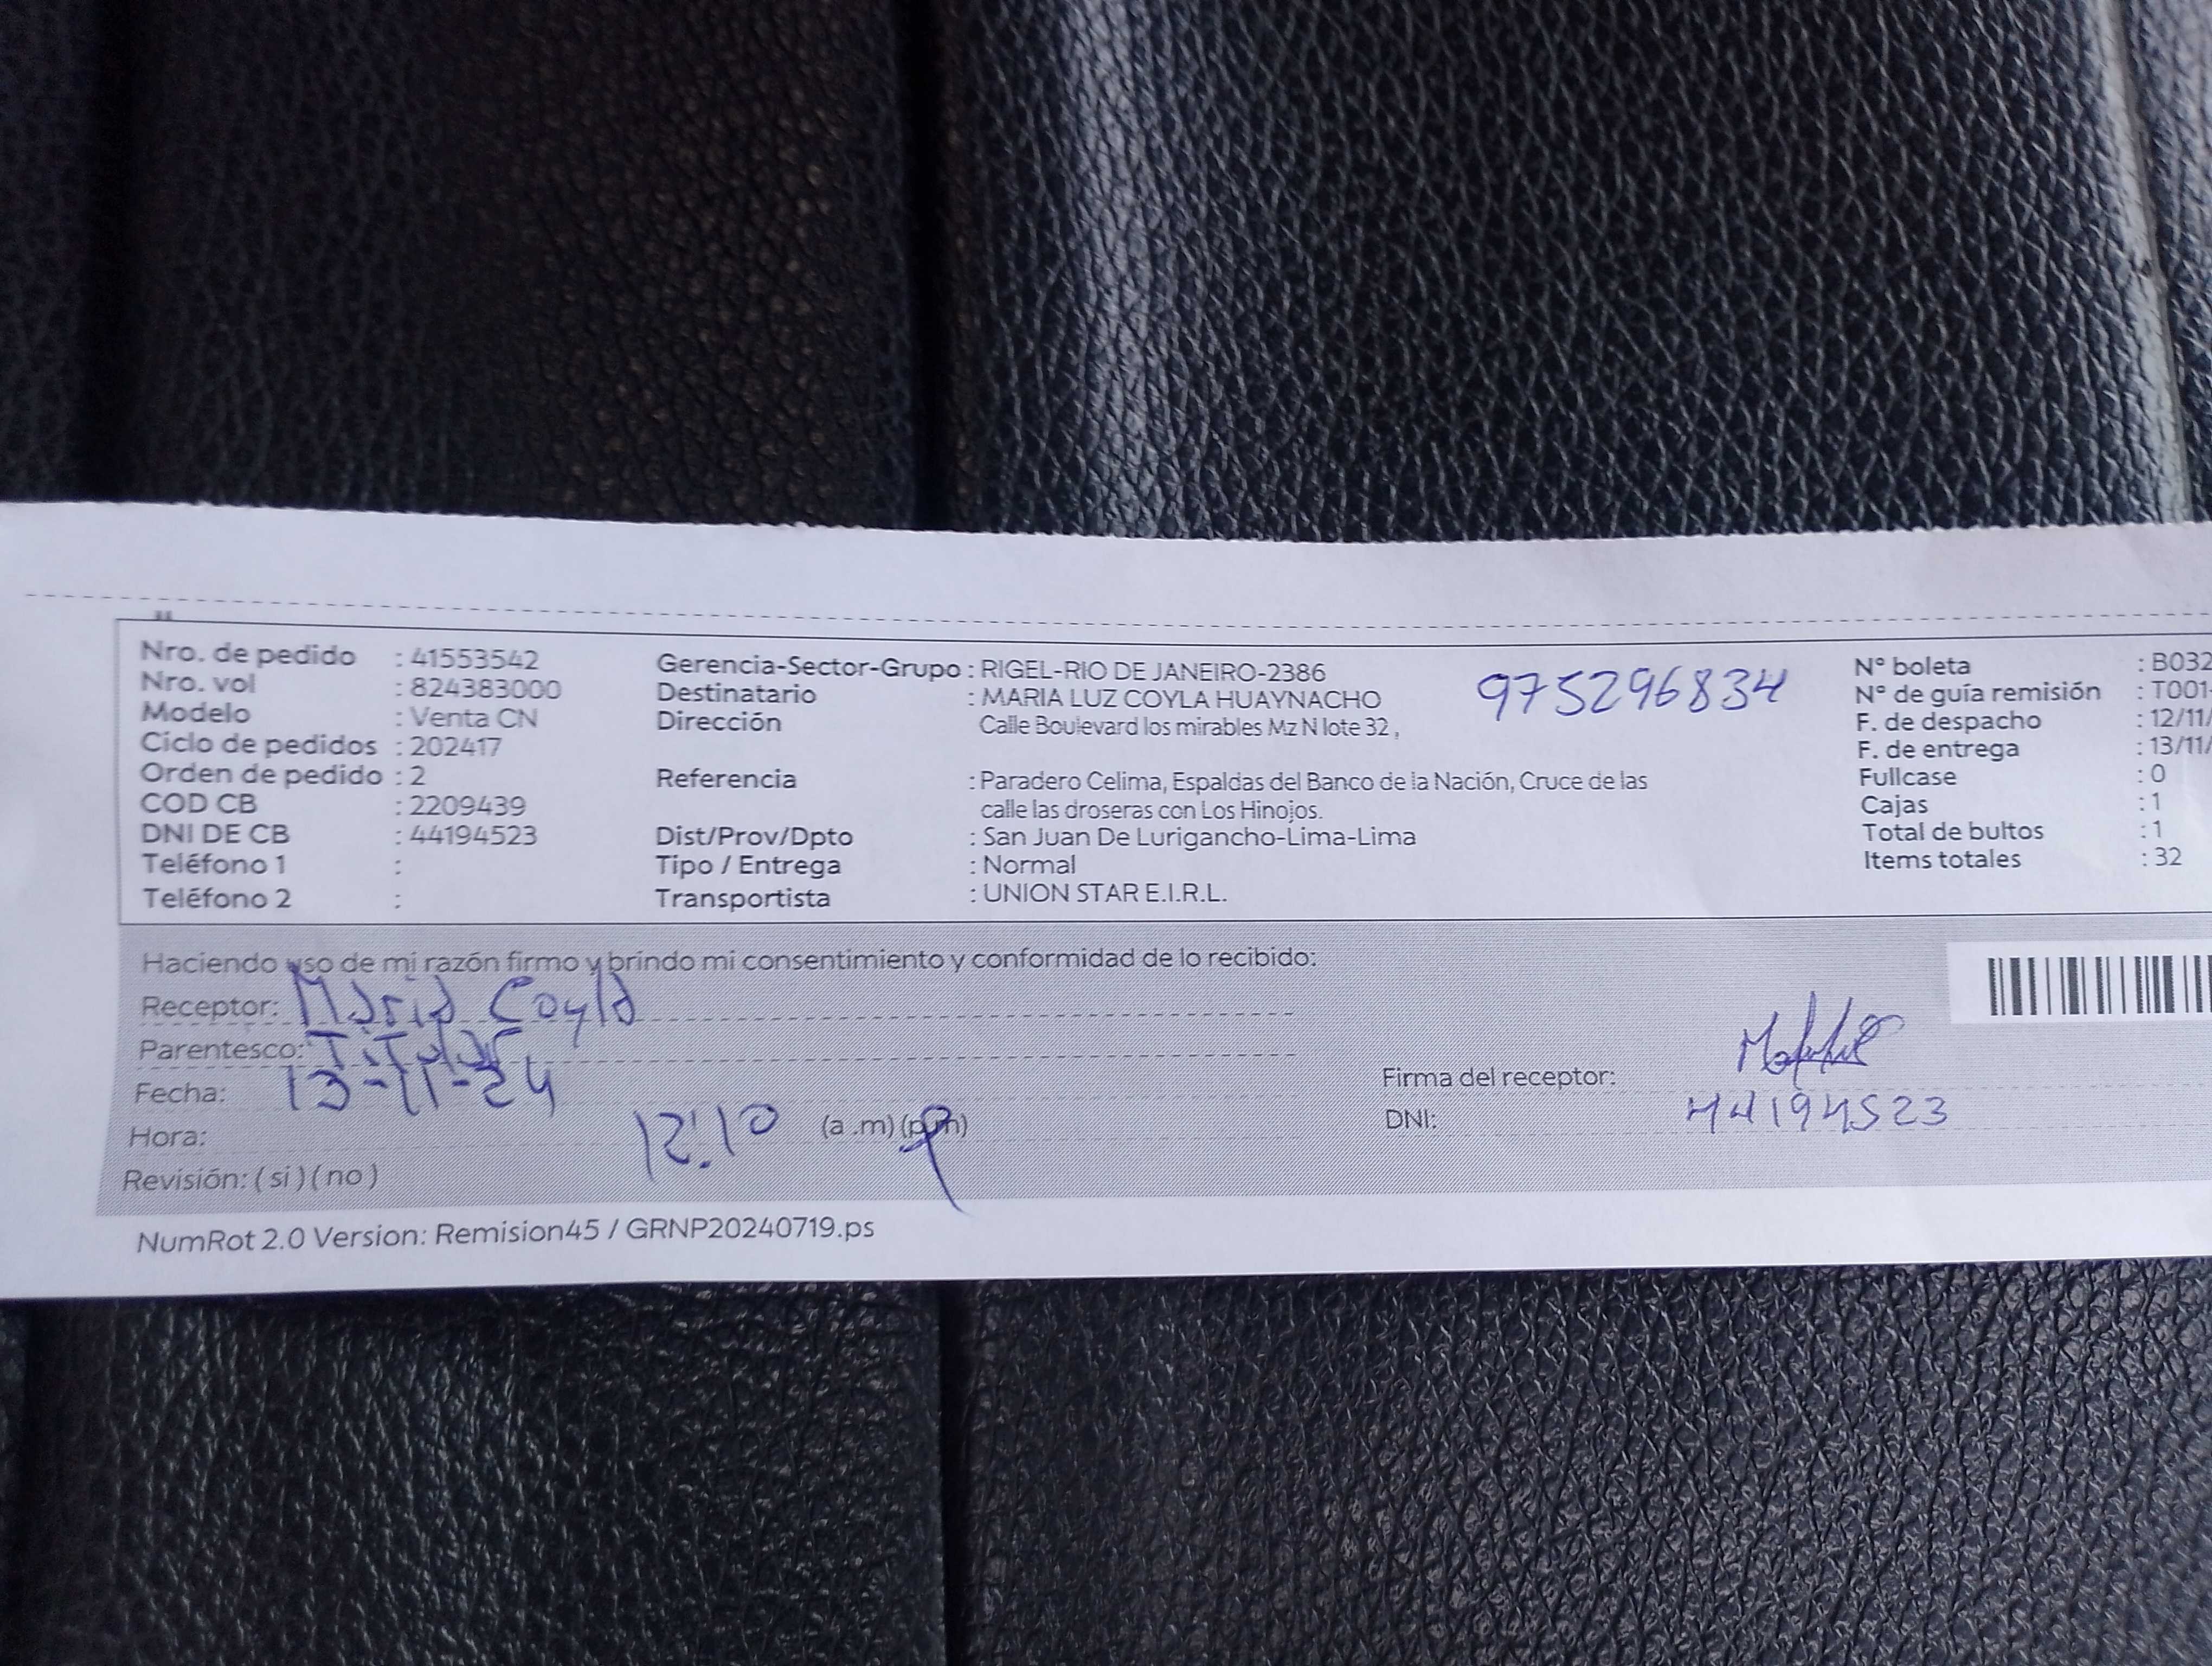 Nro. de pedido : 41553542
Nro. vol : 824383000
Modelo : Venta CN
Ciclo de pedidos : 202417
Orden de pedido : 2
COD CB : 2209439
DNI DE CB : 44194523
Teléfono 1 :
Teléfono 2 :
Gerencia-Sector-Grupo : RIGEL-RIO DE JANEIRO-2386
Destinatario : MARIA LUZ COYLA HUAYNACHO
Dirección Calle Boulevard los mirables Mz N lote 32 ,
Referencia : Paradero Celima, Espaldas del Banco de la Nación, Cruce de las
calle las droseras con Los Hinojos.
Dist/Prov/Dpto : San Juan De Lurigancho-Lima-Lima
Tipo / Entrega : Normal
Transportista : UNION STAR E.I.R.L.
975296834
N° boleta : B032
N° de guía remisión : T001-
F. de despacho : 12/11/
F. de entrega : 13/11/
Fullcase : 0
Cajas : 1
Total de bultos : 1
Items totales : 32
Haciendo uso de mi razón firmo y brindo mi consentimiento y conformidad de lo recibido:
Receptor: Maria Coyla
Parentesco: Titular
Fecha: 13-11-24
Hora: 12:10 (a .m) (p.m)
Revisión: ( si ) ( no )
Firma del receptor:
DNI: 44194523
NumRot 2.0 Version: Remision45 / GRNP20240719.ps